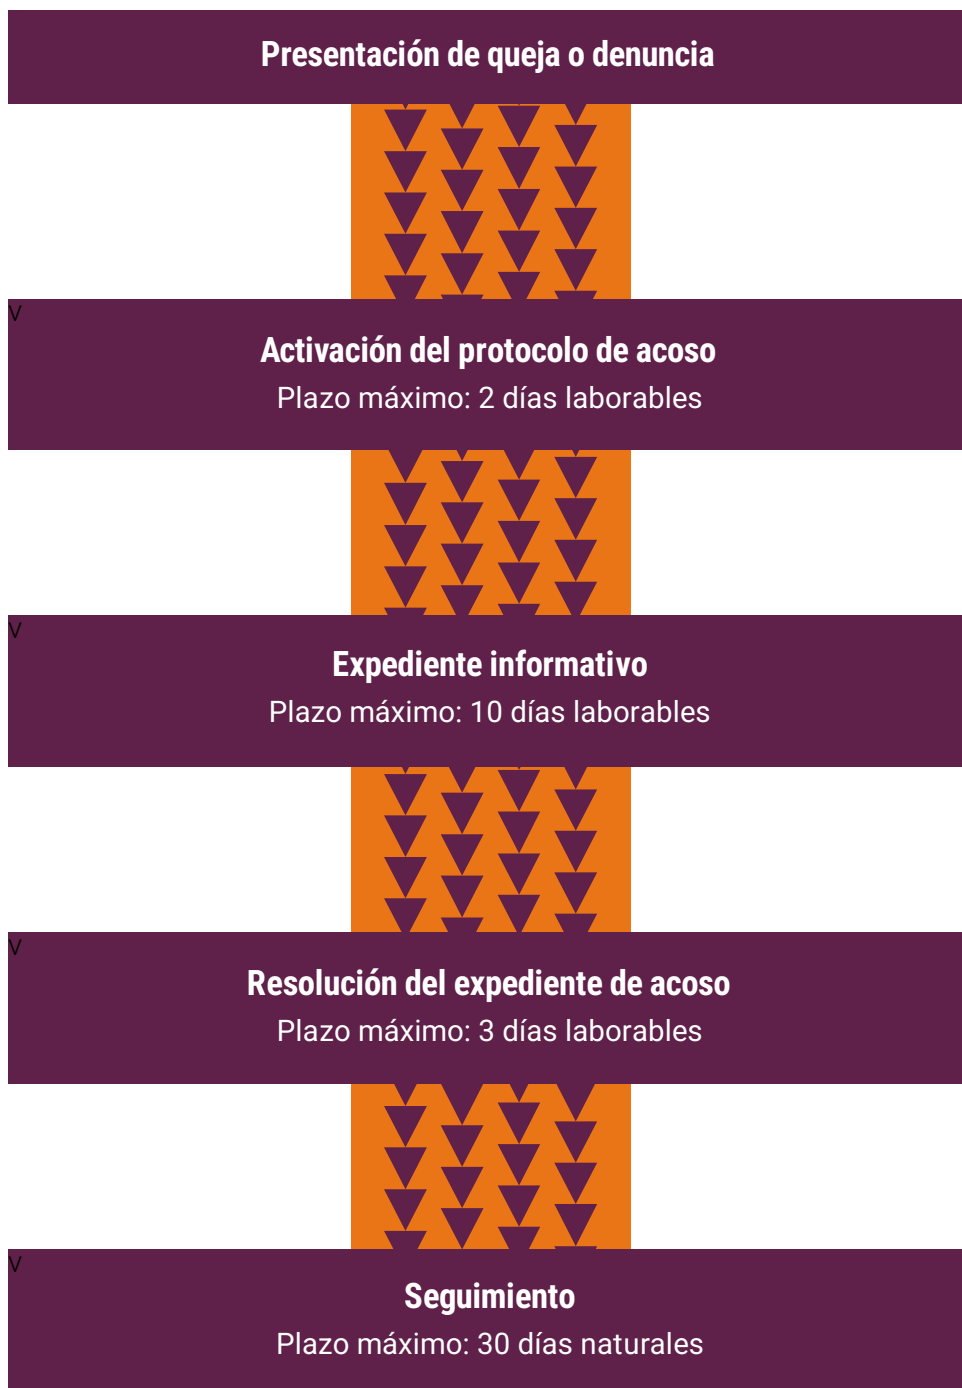 Presentación de queja o denuncia
V
Activación del protocolo de acoso
Plazo máximo: 2 días laborables
V
Expediente informativo
Plazo máximo: 10 días laborables
V
Resolución del expediente de acoso
Plazo máximo: 3 días laborables
V
Seguimiento
Plazo máximo: 30 días naturales